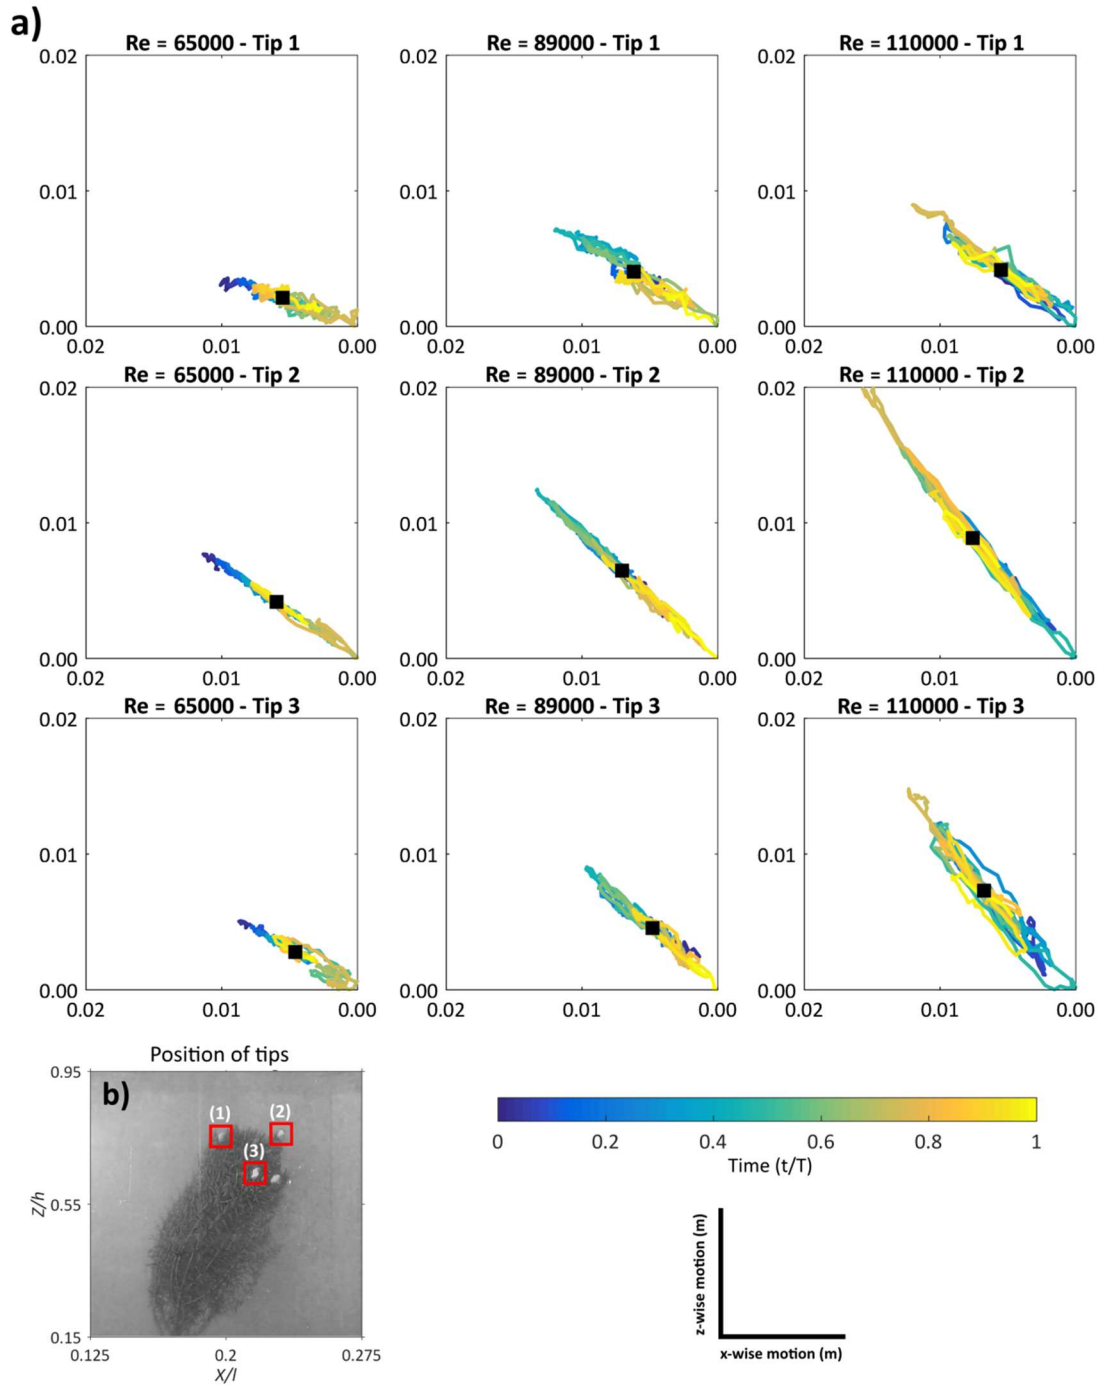 a)
Re = 65000 - Tip 1
Re = 89000 - Tip 1
Re = 110000 - Tip 1
0.02
0.02
0.02
0.01
0.01
0.01
0.00
0.00
0.00
0.02 0.01 0.00
0.02 0.01 0.00
0.02 0.01 0.00
Re = 65000 - Tip 2
Re = 89000 - Tip 2
Re = 110000 - Tip 2
0.02
0.02
0.02
0.01
0.01
0.01
0.00
0.00
0.00
0.02 0.01 0.00
0.02 0.01 0.00
0.02 0.01 0.00
Re = 65000 - Tip 3
Re = 89000 - Tip 3
Re = 110000 - Tip 3
0.02
0.02
0.02
0.01
0.01
0.01
0.00
0.00
0.00
0.02 0.01 0.00
0.02 0.01 0.00
0.02 0.01 0.00
Position of tips
b)
0.95
(1)
(2)
(3)
Z/h
0.55
0.15
0.125 0.2 0.275
X/l
0 0.2 0.4 0.6 0.8 1
Time (t/T)
z-wise motion (m)
x-wise motion (m)